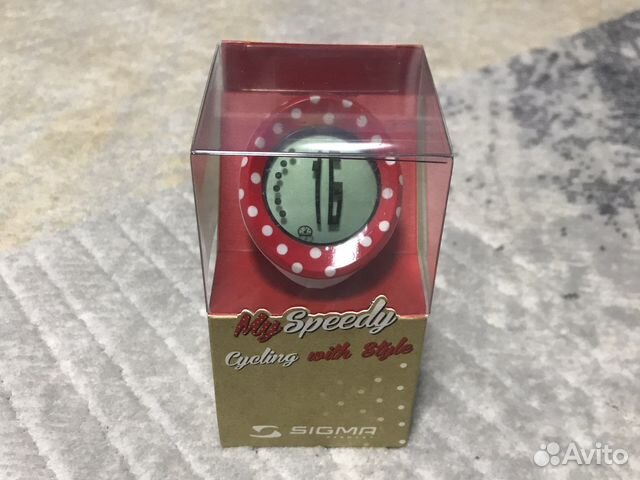 16
My Speedy
Cycling with Style
SIGMA
Avito